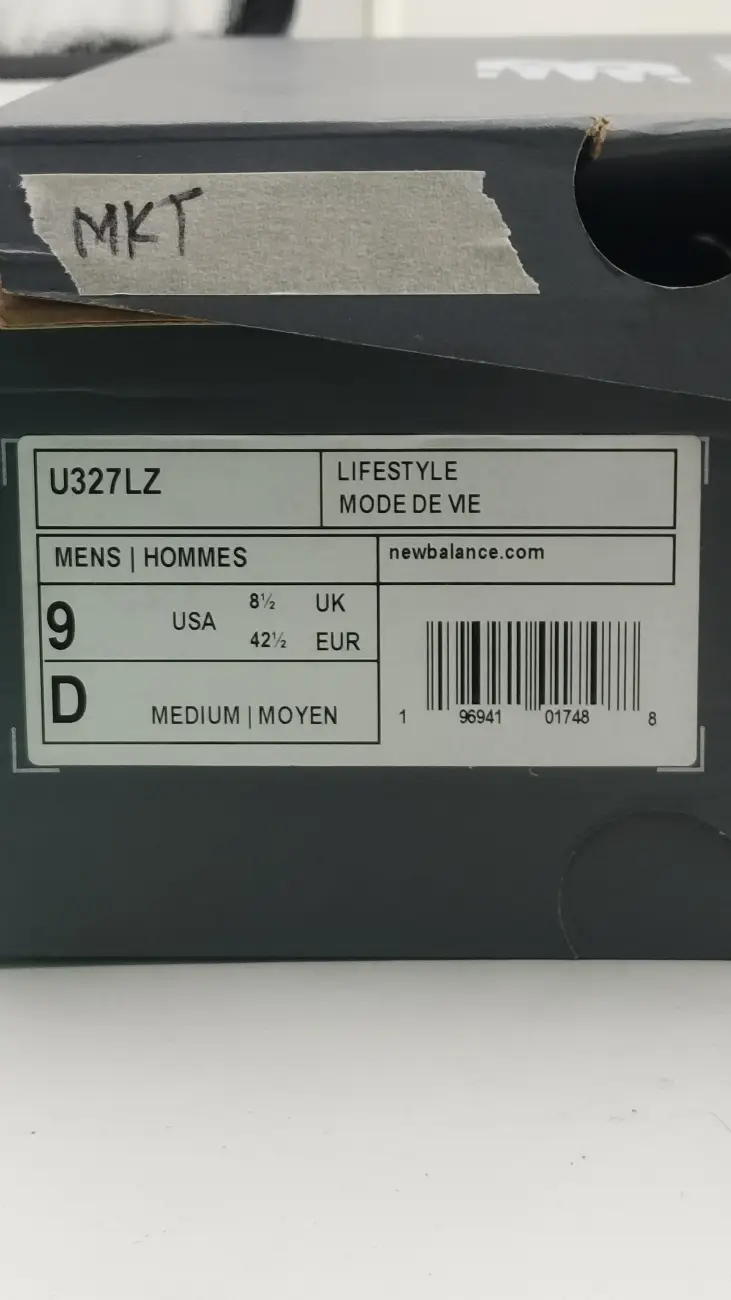 MKT
U327LZ
LIFESTYLE
MODE DE VIE
MENS | HOMMES
newbalance.com
9 USA 8½ UK
42½ EUR
D MEDIUM | MOYEN
1 96941 01748 8